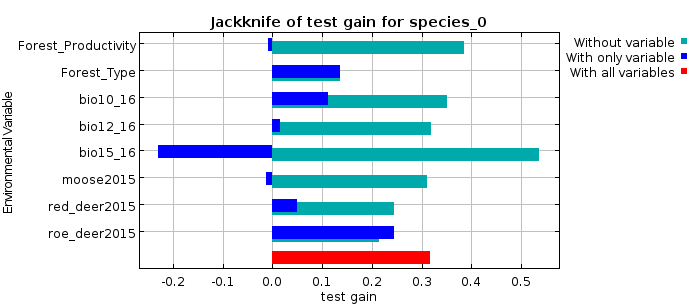 Jackknife of test gain for species_0
Environmental Variable
Forest_Productivity
Forest_Type
bio10_16
bio12_16
bio15_16
moose2015
red_deer2015
roe_deer2015
-0.2 -0.1 0.0 0.1 0.2 0.3 0.4 0.5
test gain
Without variable
With only variable
With all variables